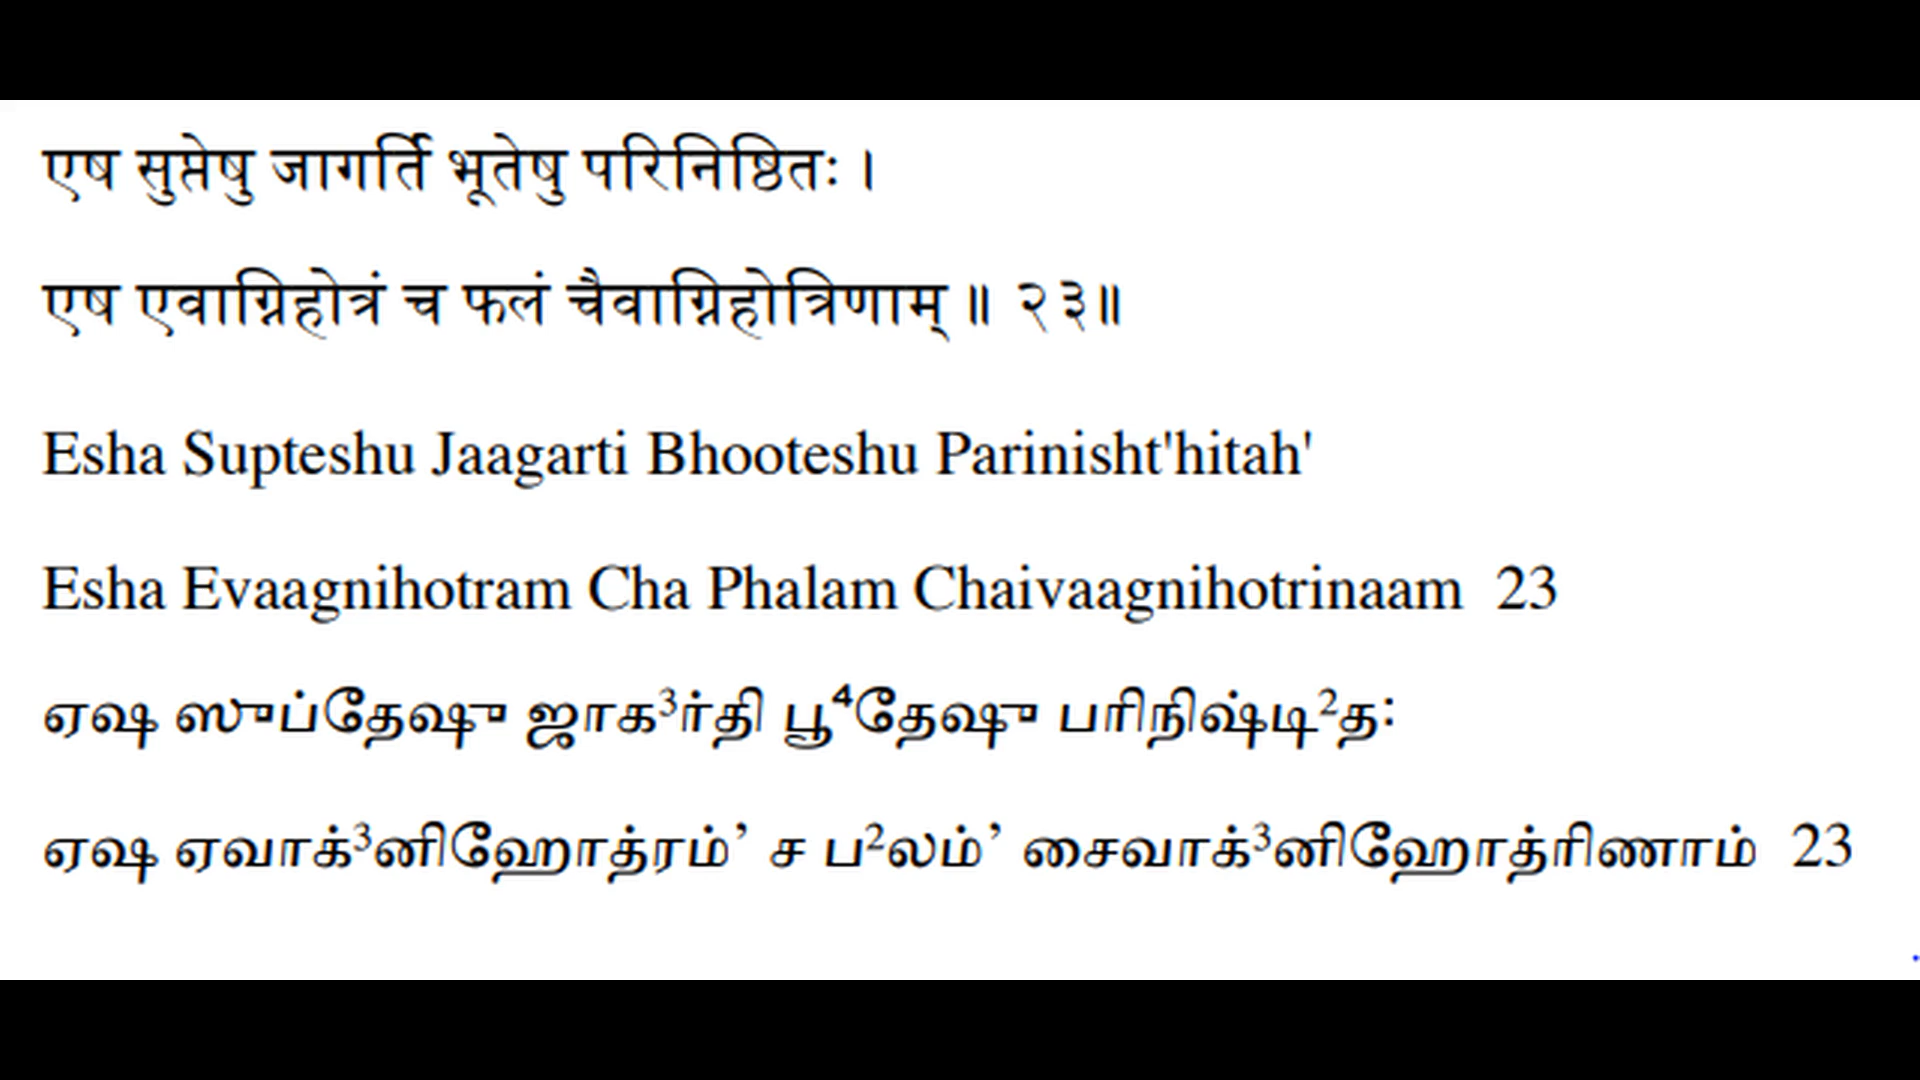 एष सुप्तेषु जागर्ति भूतेषु परिनिष्ठितः ।
एष एवाग्निहोत्रं च फलं चैवाग्निहोत्रिणाम् ॥ २३॥
Esha Supteshu Jaagarti Bhooteshu Parinisht'hitah'
Esha Evaagnihotram Cha Phalam Chaivaagnihotrinaam 23
ஏஷ ஸுப்தேஷு ஜாக³ர்தி பூ⁴தேஷு பரிநிஷ்டி²த:
ஏஷ ஏவாக்³னிஹோத்ரம்’ ச ப²லம்’ சைவாக்³னிஹோத்ரிணாம் 23